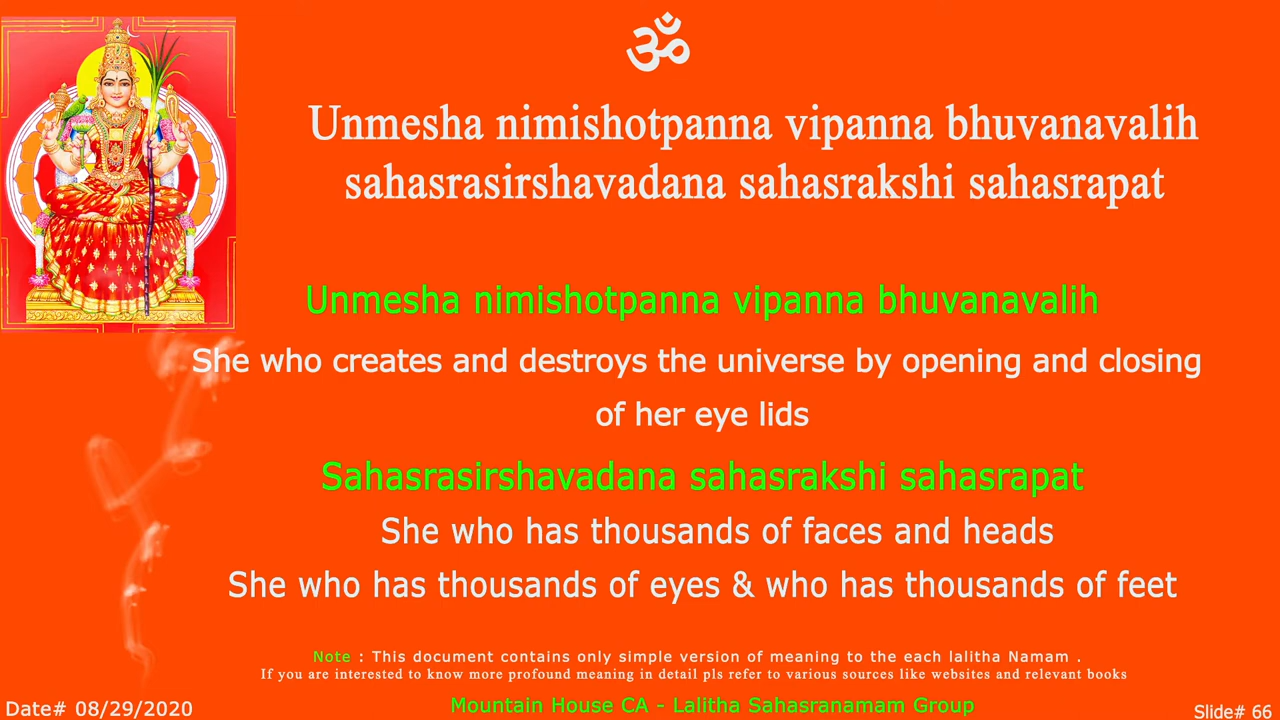 ॐ
Unmesha nimishotpanna vipanna bhuvanavalih
sahasrasirshavadana sahasrakshi sahasrapat
Unmesha nimishotpanna vipanna bhuvanavalih
She who creates and destroys the universe by opening and closing
of her eye lids
Sahasrasirshavadana sahasrakshi sahasrapat
She who has thousands of faces and heads
She who has thousands of eyes & who has thousands of feet
Note : This document contains only simple version of meaning to the each lalitha Namam .
If you are interested to know more profound meaning in detail pls refer to various sources like websites and relevant books
Date# 08/29/2020
Mountain House CA - Lalitha Sahasranamam Group
Slide# 66